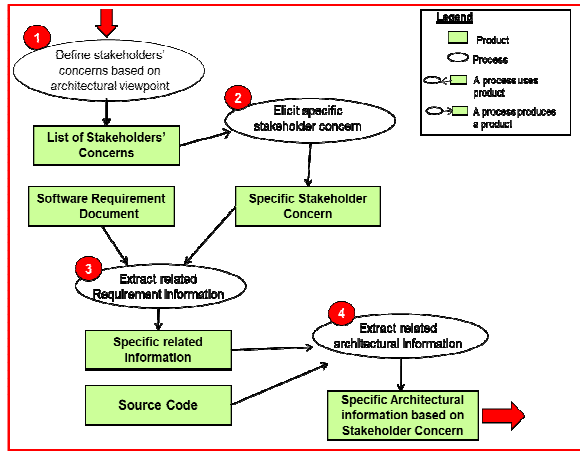 1
Define stakeholders'
concerns based on
architectural viewpoint
List of Stakeholders'
Concerns
2
Elicit specific
stakeholder concern
Software Requirement
Document
Specific Stakeholder
Concern
3
Extract related
Requirement Information
Specific related
information
Source Code
4
Extract related
architectural information
Specific Architectural
information based on
Stakeholder Concern
Legend
Product
Process
A process uses
product
A process produces
a product